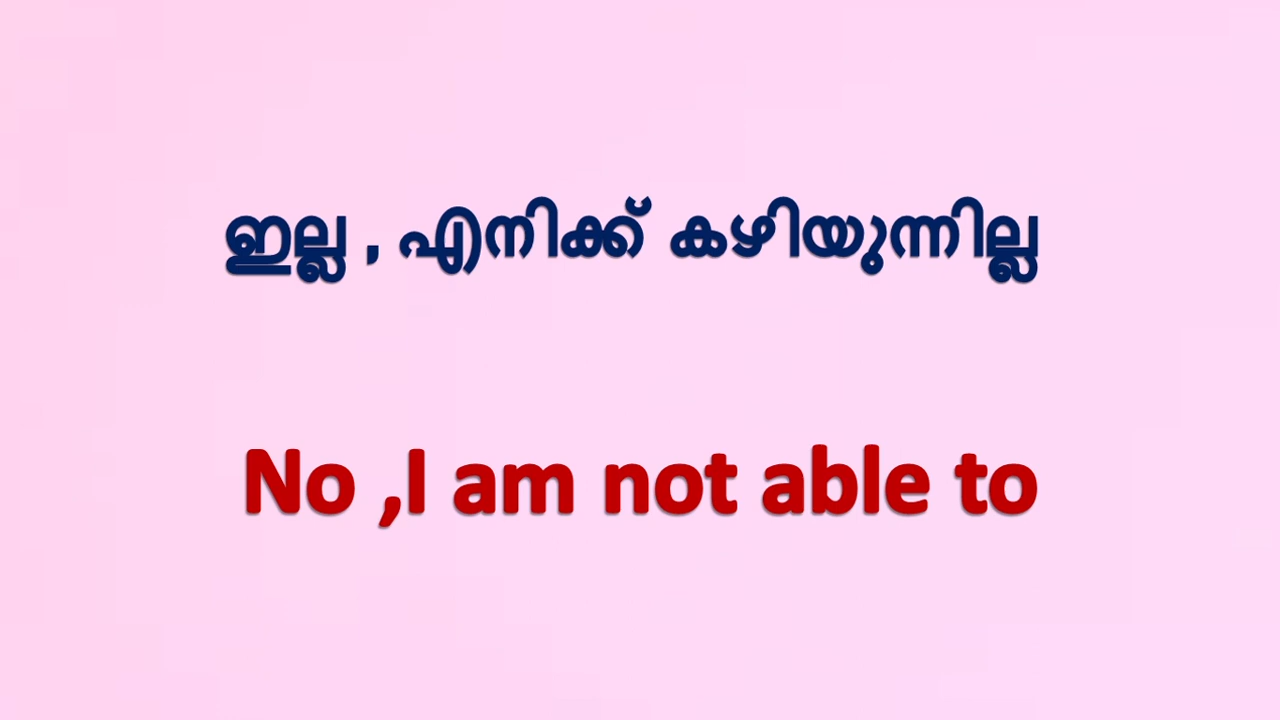 ഇല്ല , എനിക്ക് കഴിയുന്നില്ല
No ,I am not able to